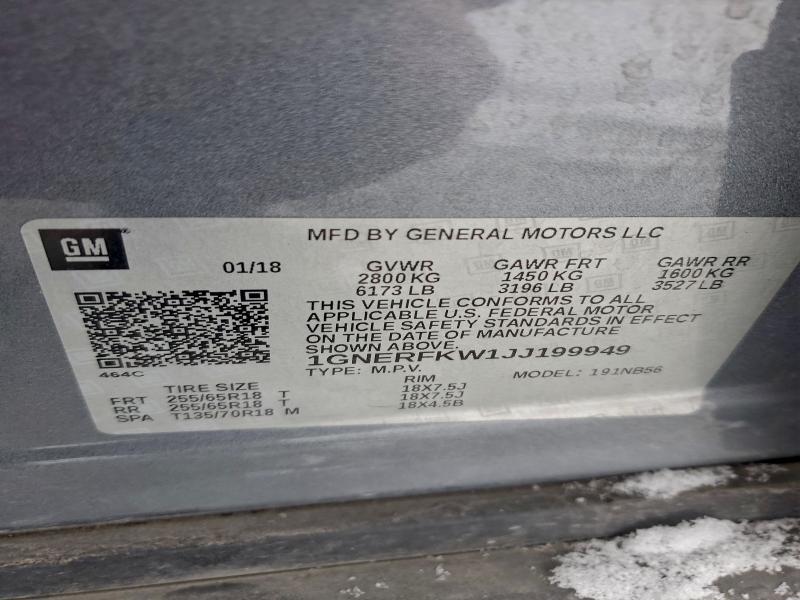 GM
MFD BY GENERAL MOTORS LLC
01/18
GVWR GAWR FRT GAWR RR
2800 KG 1450 KG 1600 KG
6173 LB 3196 LB 3527 LB
THIS VEHICLE CONFORMS TO ALL
APPLICABLE U.S. FEDERAL MOTOR
VEHICLE SAFETY STANDARDS IN EFFECT
ON THE DATE OF MANUFACTURE
SHOWN ABOVE.
1GNERFKW1JJ199949
464C
TYPE: M.P.V. MODEL: 191NB56
TIRE SIZE RIM
FRT 255/65R18 T 18X7.5J
RR 255/65R18 T 18X7.5J
SPA T135/70R18 M 18X4.5B